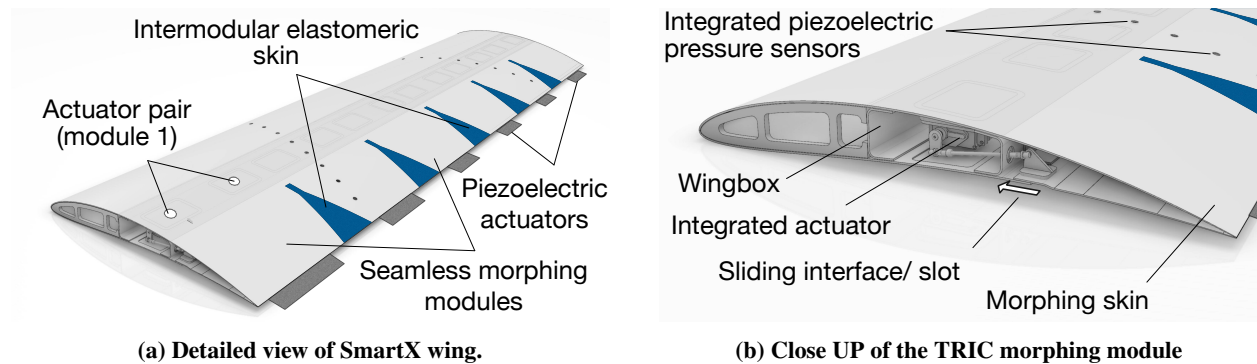 Intermodular elastomeric
skin
Actuator pair
(module 1)
Piezoelectric
actuators
Seamless morphing
modules
(a) Detailed view of SmartX wing.
Integrated piezoelectric
pressure sensors
Wingbox
Integrated actuator
Sliding interface/ slot
Morphing skin
(b) Close UP of the TRIC morphing module